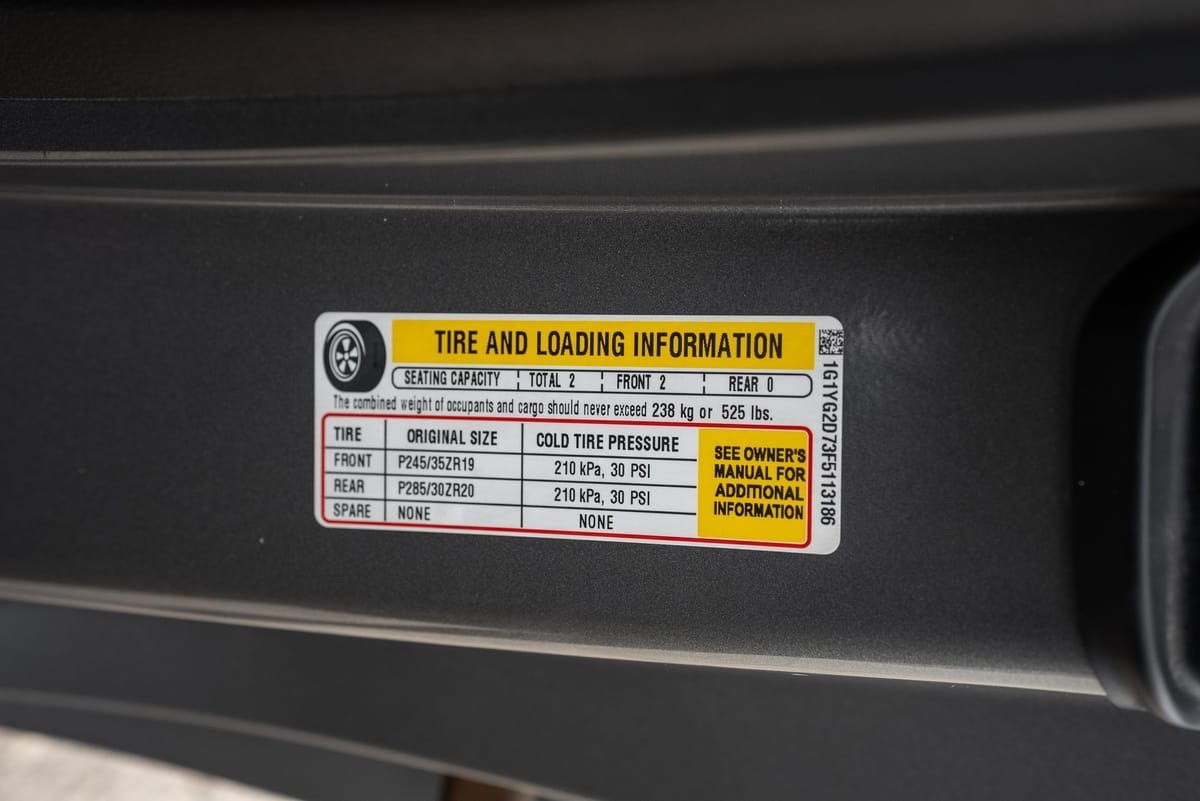 TIRE AND LOADING INFORMATION
SEATING CAPACITY TOTAL 2 FRONT 2 REAR 0
The combined weight of occupants and cargo should never exceed 238 kg or 525 lbs.
TIRE ORIGINAL SIZE COLD TIRE PRESSURE
FRONT P245/35ZR19 210 kPa, 30 PSI
REAR P285/30ZR20 210 kPa, 30 PSI
SPARE NONE NONE
SEE OWNER'S
MANUAL FOR
ADDITIONAL
INFORMATION
1G1YG2D73F5113186